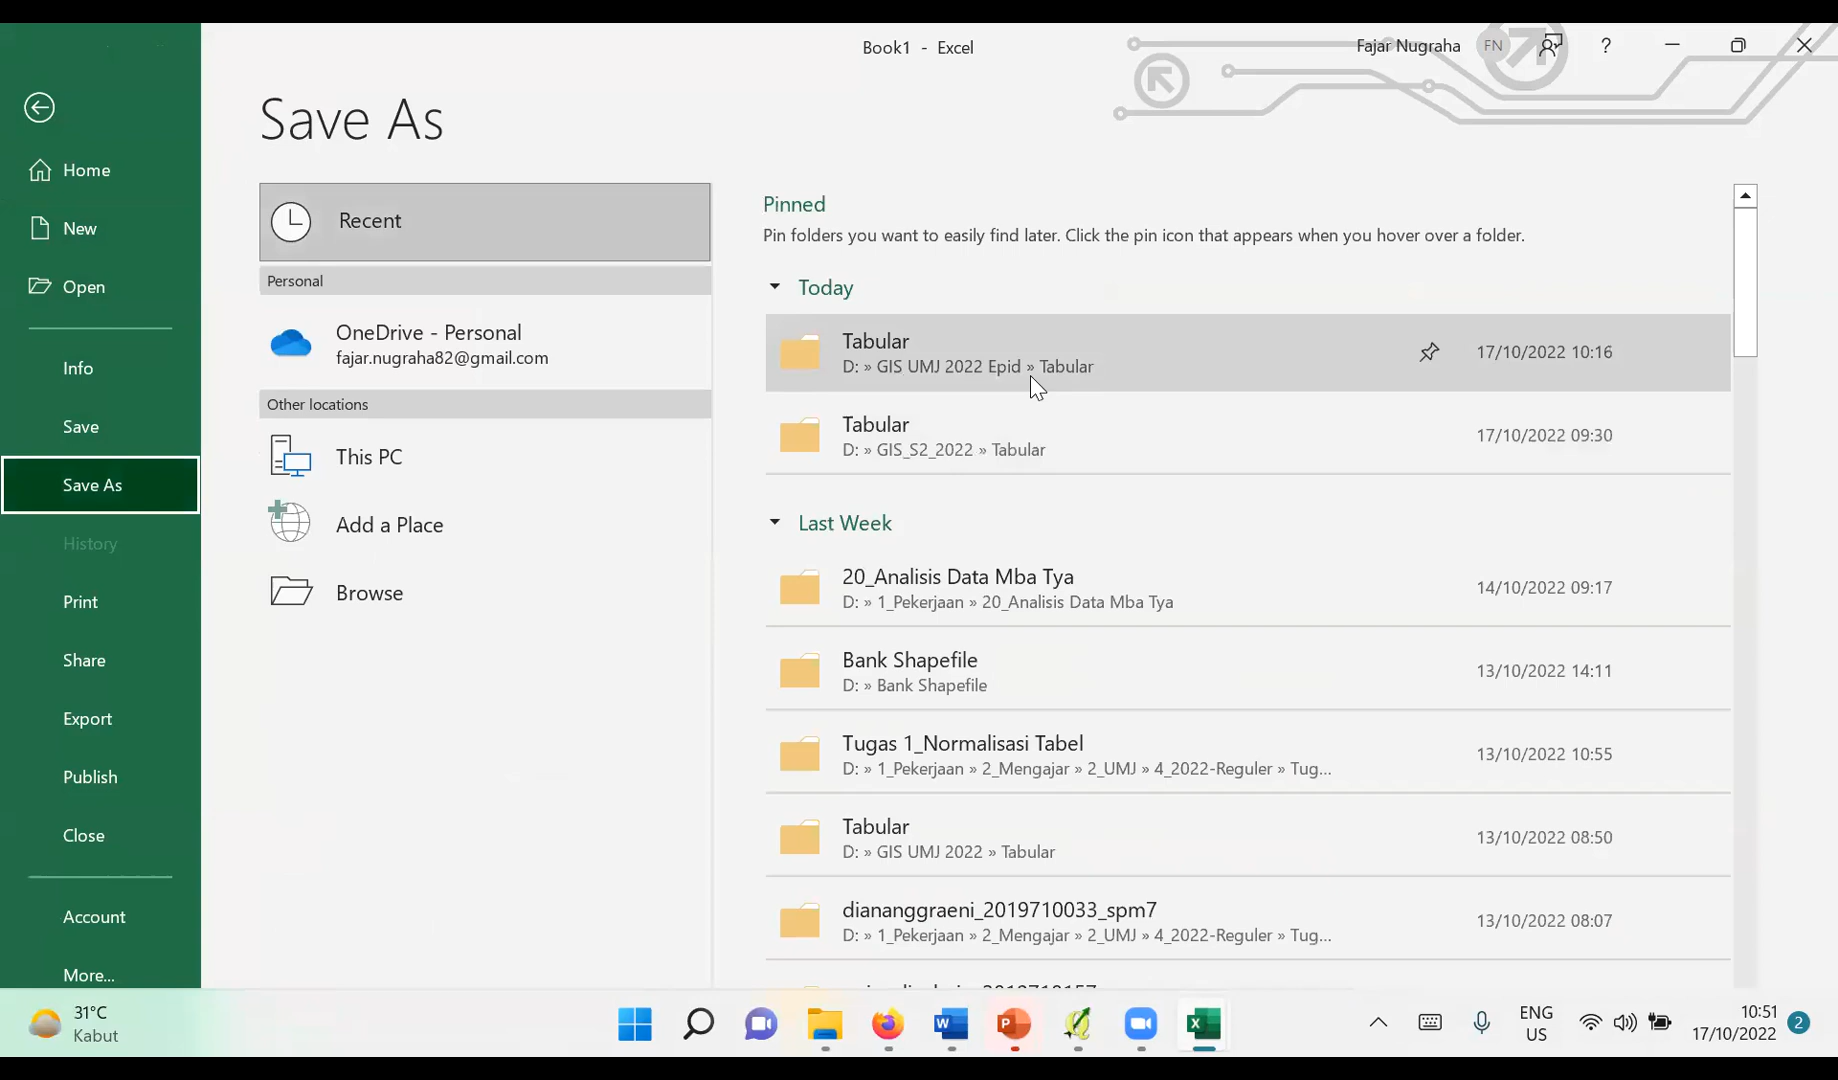 Book1 - Excel
Fajar Nugraha FN ?
Save As
Home
New
Open
Info
Save
Save As
History
Print
Share
Export
Publish
Close
Account
More...
Recent
Personal
OneDrive - Personal
fajar.nugraha82@gmail.com
Other locations
This PC
Add a Place
Browse
Pinned
Pin folders you want to easily find later. Click the pin icon that appears when you hover over a folder.
Today
Tabular
D: » GIS UMJ 2022 Epid » Tabular
17/10/2022 10:16
Tabular
D: » GIS_S2_2022 » Tabular
17/10/2022 09:30
Last Week
20_Analisis Data Mba Tya
D: » 1_Pekerjaan » 20_Analisis Data Mba Tya
14/10/2022 09:17
Bank Shapefile
D: » Bank Shapefile
13/10/2022 14:11
Tugas 1_Normalisasi Tabel
D: » 1_Pekerjaan » 2_Mengajar » 2_UMJ » 4_2022-Reguler » Tug...
13/10/2022 10:55
Tabular
D: » GIS UMJ 2022 » Tabular
13/10/2022 08:50
diananggraeni_2019710033_spm7
D: » 1_Pekerjaan » 2_Mengajar » 2_UMJ » 4_2022-Reguler » Tug...
13/10/2022 08:07
31°C
Kabut
ENG
US
10:51
17/10/2022
2